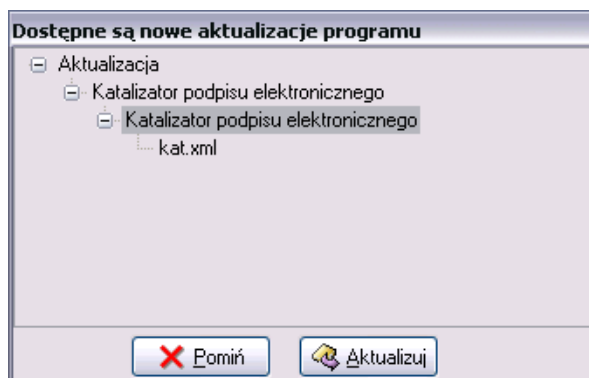 Dostępne są nowe aktualizacje programu
Aktualizacja
Katalizator podpisu elektronicznego
Katalizator podpisu elektronicznego
kat.xml
Pomiń
Aktualizuj